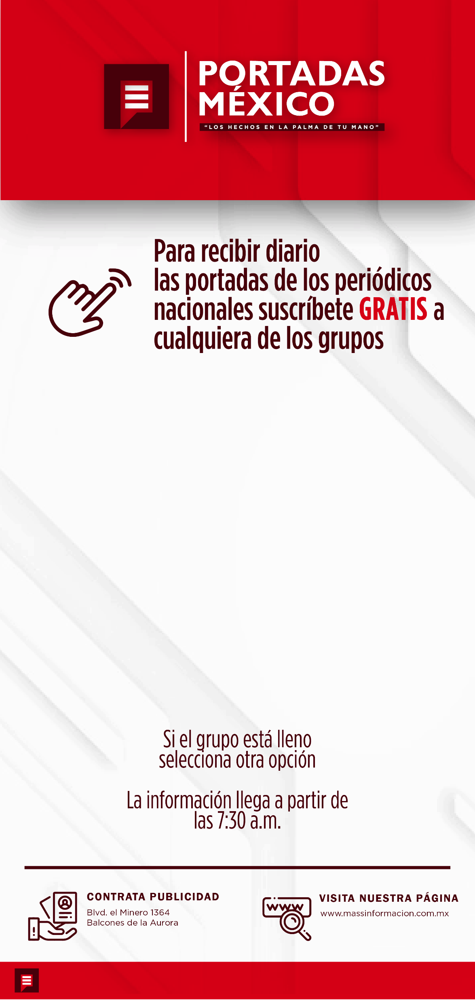 PORTADAS
MÉXICO
“LOS HECHOS EN LA PALMA DE TU MANO”
Para recibir diario
las portadas de los periódicos
nacionales suscríbete GRATIS a
cualquiera de los grupos
Si el grupo está lleno
selecciona otra opción
La información llega a partir de
las 7:30 a.m.
CONTRATA PUBLICIDAD
Blvd. el Minero 1364
Balcones de la Aurora
www
VISITA NUESTRA PÁGINA
www.massinformacion.com.mx